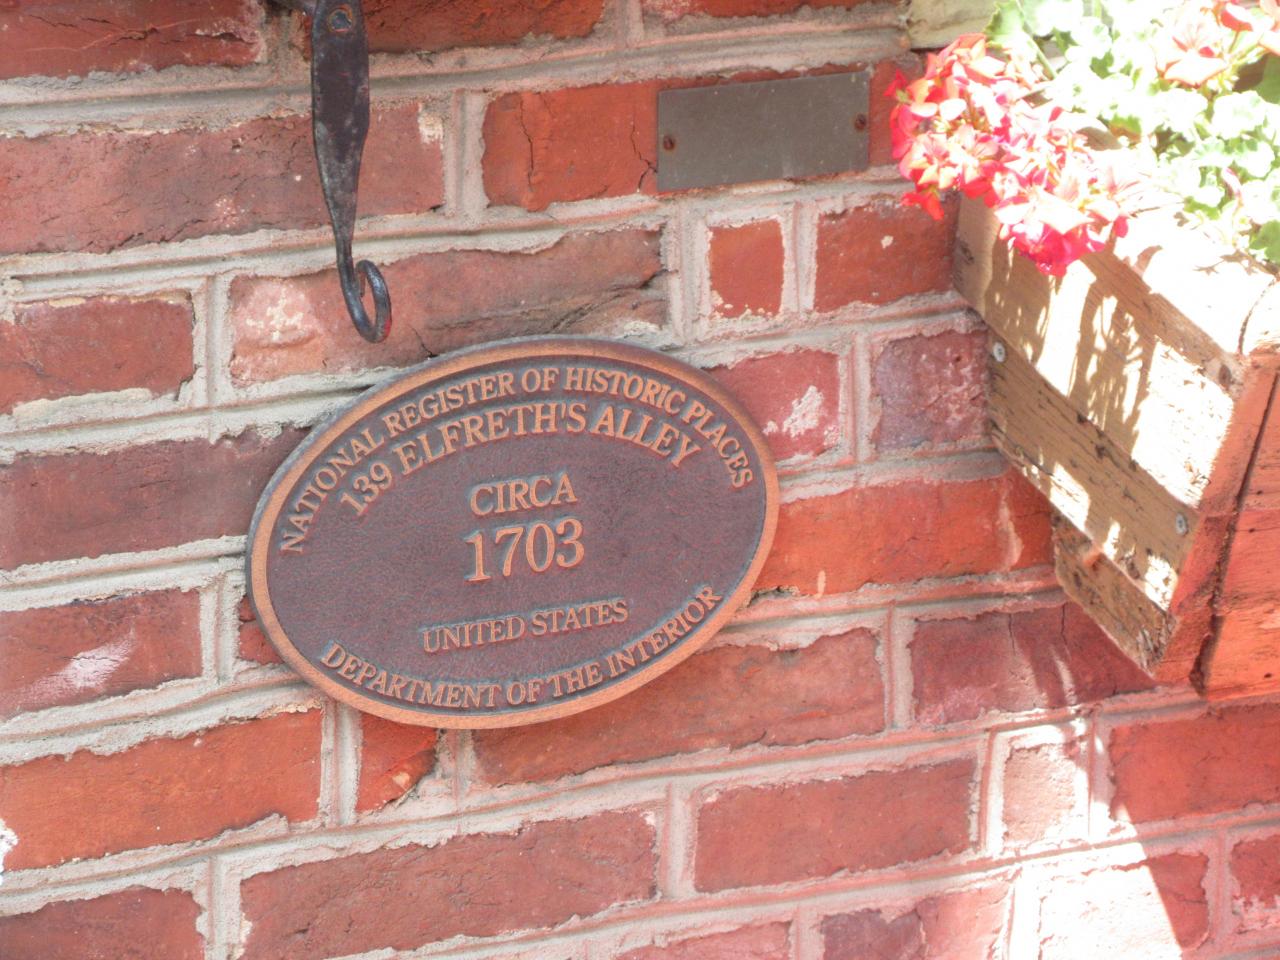 NATIONAL REGISTER OF HISTORIC PLACES
139 ELFRETH'S ALLEY
CIRCA
1703
UNITED STATES
DEPARTMENT OF THE INTERIOR